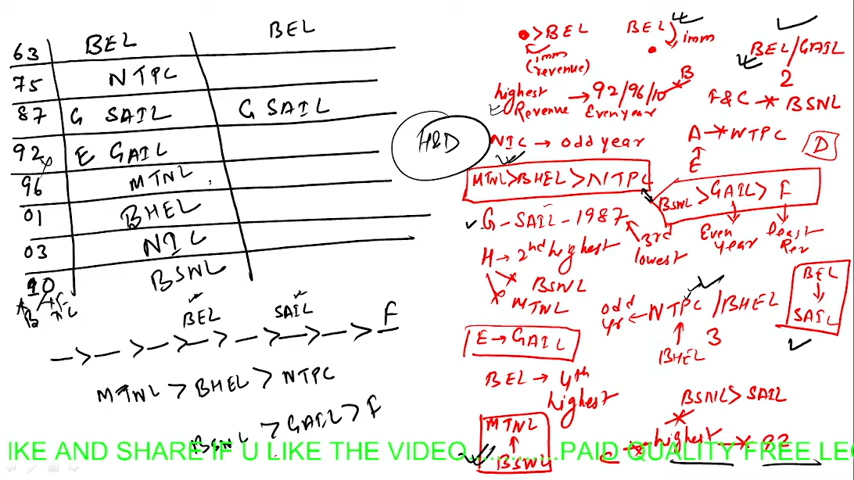 63 BEL BEL
75 NTPC
87 G SAIL G SAIL
92 E GAIL
96 MTNL
01 BHEL
03 NIC
10 BSNL
B
BEL SAIL
_ > _ > _ > _ > _ > _ > _ > F
MTNL > BHEL > NTPC
BSNL > GAIL > F
H&D
> BEL
imm
(revenue)
BEL
imm
BEL/GAIL
2
highest
Revenue → 92/96/10 B
Even year
F&C × BSNL
NIC → odd year
A × NTPC
E
D
MTNL > BHEL > NTPC
BSNL > GAIL > F
Even
year
least
Rev
G - SAIL - 1987
3rd
lowest
H → 2nd highest
BSNL
MTNL
odd
yr ← NTPC / BHEL
BHEL 3
BEL
↓
SAIL
E → GAIL
BEL → 4th
highest
BSNL > SAIL
MTNL
↑
BSNL
C × highest × 92
IKE AND SHARE IF U LIKE THE VIDEO...........PAID QUALITY FREE LEC